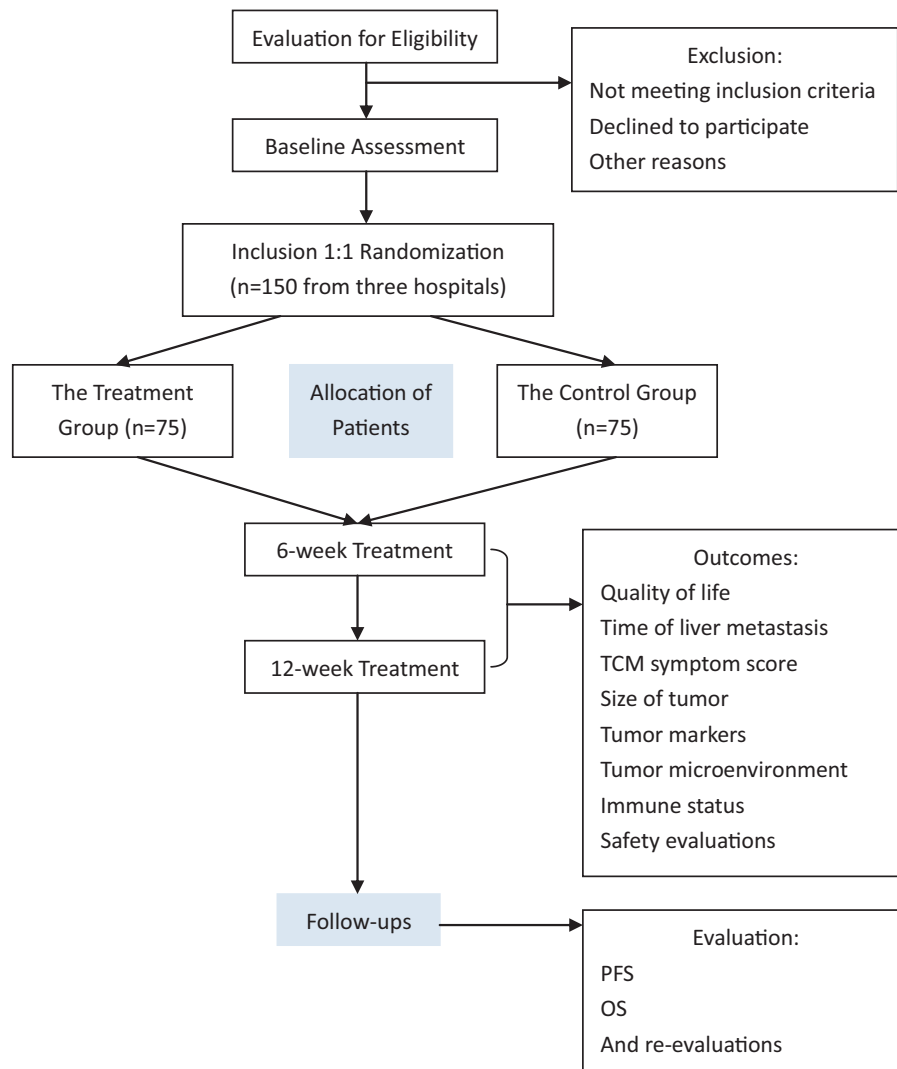 Evaluation for Eligibility
Exclusion:
Not meeting inclusion criteria
Declined to participate
Other reasons
Baseline Assessment
Inclusion 1:1 Randomization
(n=150 from three hospitals)
The Treatment
Group (n=75)
Allocation of
Patients
The Control Group
(n=75)
6-week Treatment
12-week Treatment
Outcomes:
Quality of life
Time of liver metastasis
TCM symptom score
Size of tumor
Tumor markers
Tumor microenvironment
Immune status
Safety evaluations
Follow-ups
Evaluation:
PFS
OS
And re-evaluations